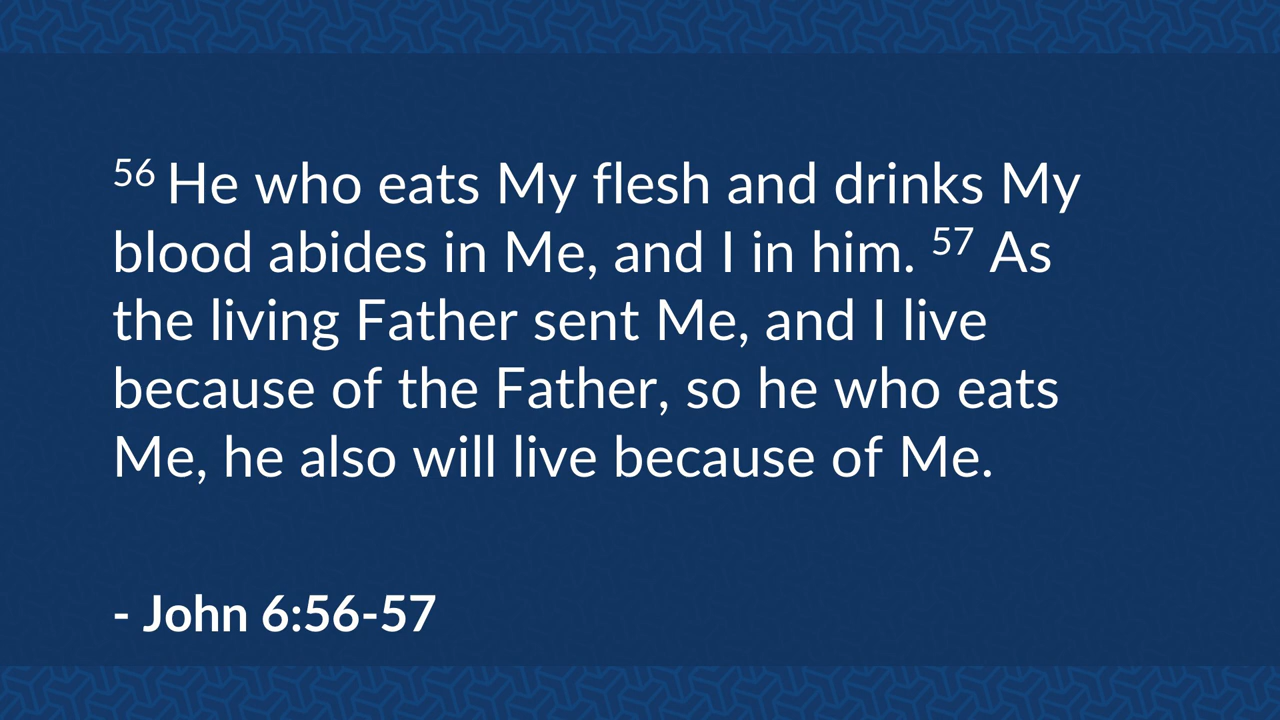 56 He who eats My flesh and drinks My
blood abides in Me, and I in him. 57 As
the living Father sent Me, and I live
because of the Father, so he who eats
Me, he also will live because of Me.
- John 6:56-57